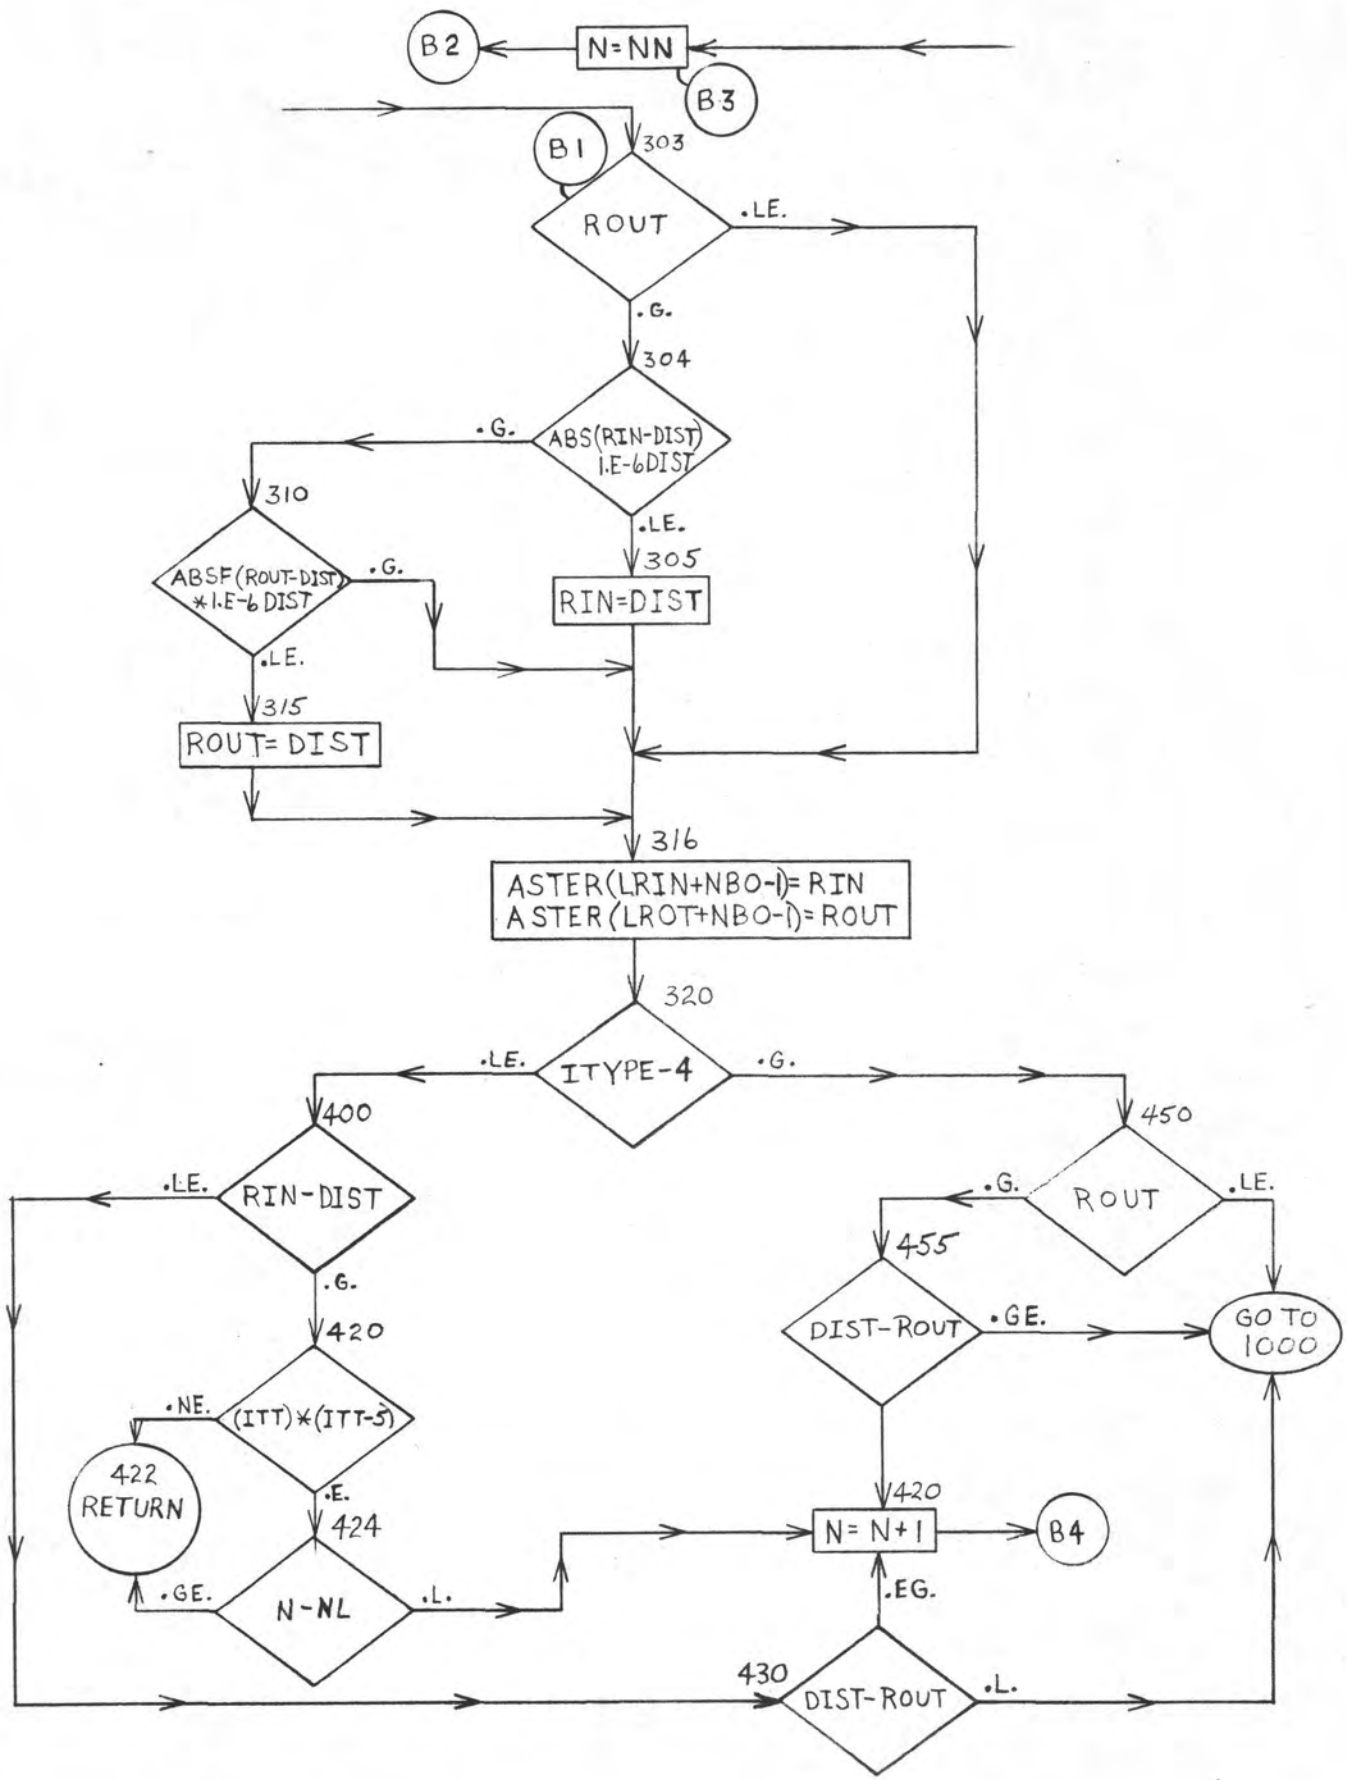 B2
N=NN
B3
B1
303
ROUT
.LE.
.G.
304
.G.
ABS(RIN-DIST)
1.E-6DIST
310
.LE.
305
ABSF(ROUT-DIST)
*1.E-6 DIST
.G.
RIN=DIST
.LE.
315
ROUT=DIST
316
ASTER(LRIN+NBO-1)=RIN
ASTER(LROT+NBO-1)=ROUT
320
.LE.
ITYPE-4
.G.
400
450
.LE.
RIN-DIST
.G.
ROUT
.LE.
455
.G.
420
DIST-ROUT
.GE.
GO TO
1000
.NE.
(ITT)*(ITT-5)
422
RETURN
.E.
424
420
N=N+1
B4
.GE.
N-NL
.L.
.EG.
430
DIST-ROUT
.L.